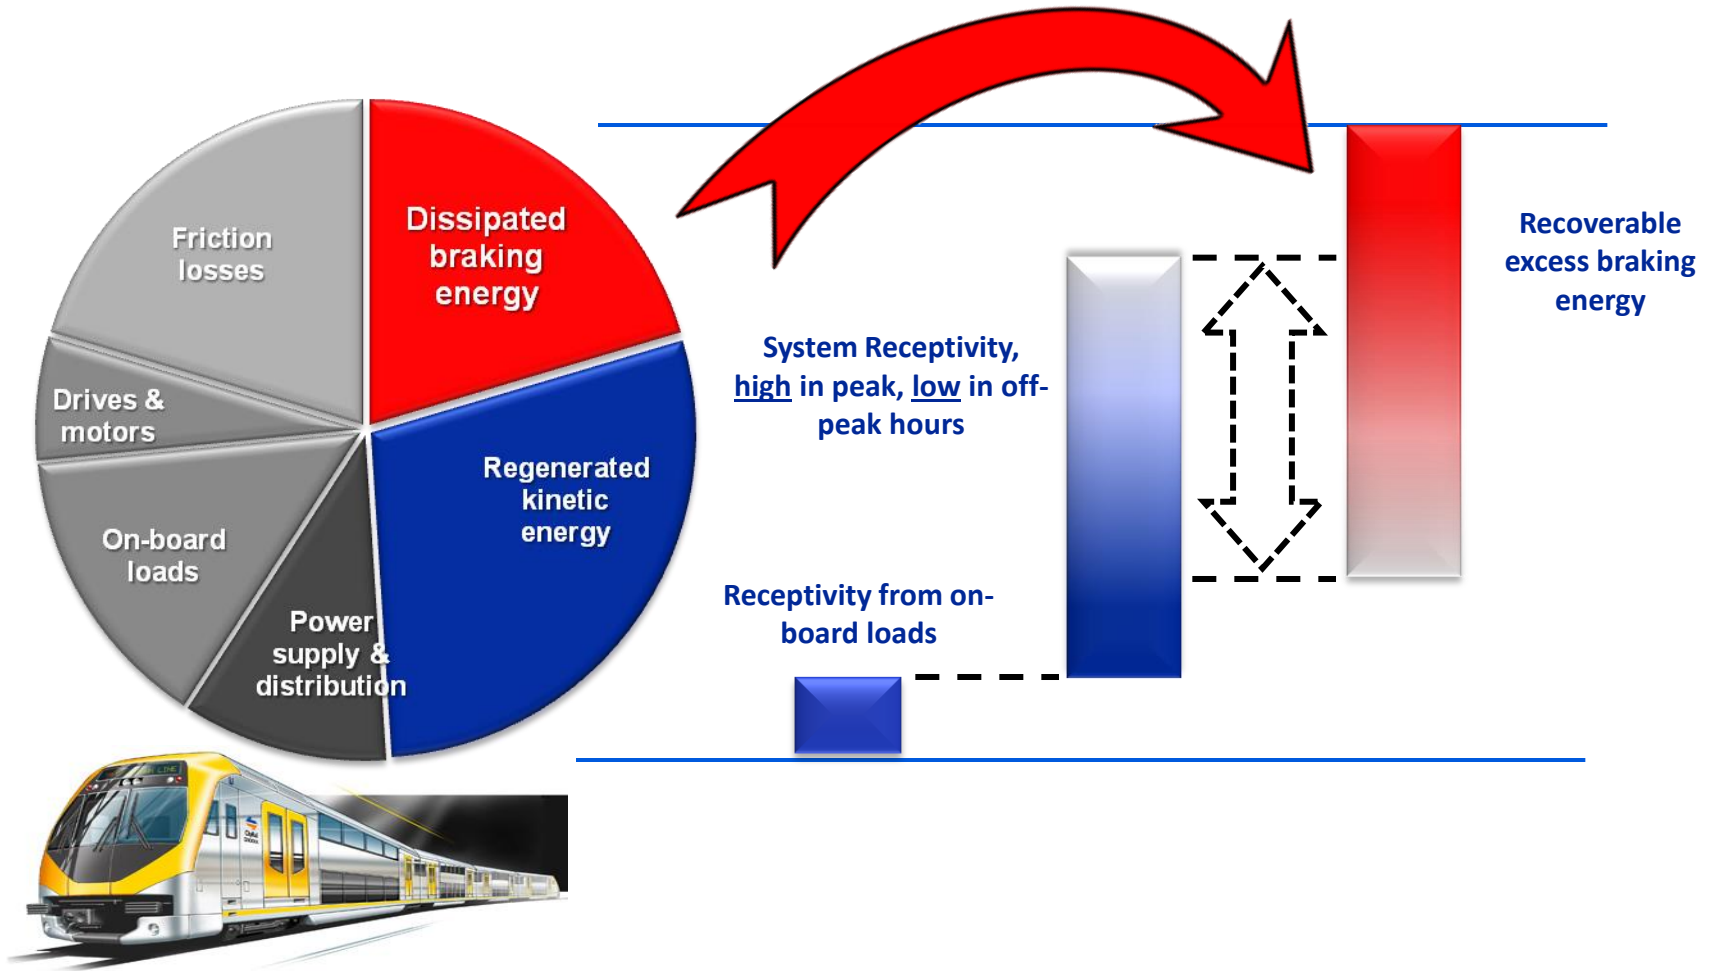 Friction
losses
Dissipated
braking
energy
Drives &
motors
Regenerated
kinetic
energy
On-board
loads
Power
supply &
distribution
System Receptivity,
high in peak, low in off-
peak hours
Receptivity from on-
board loads
Recoverable
excess braking
energy